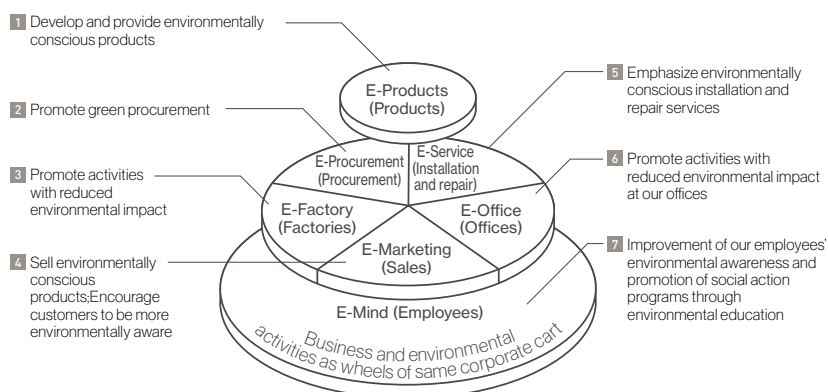 1 Develop and provide environmentally
conscious products
2 Promote green procurement
3 Promote activities
with reduced
environmental impact
4 Sell environmentally
conscious
products;Encourage
customers to be more
environmentally aware
E-Products
(Products)
E-Procurement
(Procurement)
E-Service
(Installation
and repair)
E-Factory
(Factories)
E-Office
(Offices)
E-Marketing
(Sales)
E-Mind (Employees)
Business and environmental
activities as wheels of same corporate cart
5 Emphasize environmentally
conscious installation and
repair services
6 Promote activities with
reduced environmental impact
at our offices
7 Improvement of our employees'
environmental awareness and
promotion of social action
programs through
environmental education